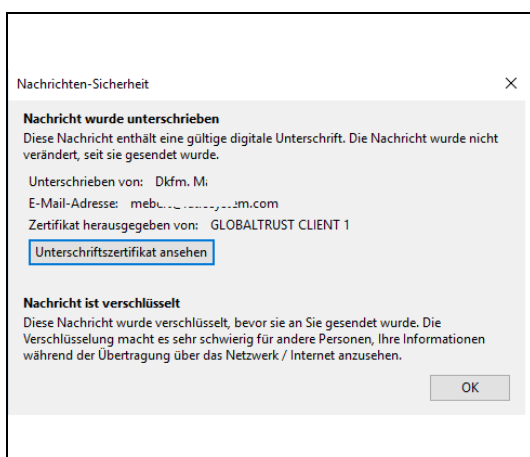 Nachrichten-Sicherheit
Nachricht wurde unterschrieben
Diese Nachricht enthält eine gültige digitale Unterschrift. Die Nachricht wurde nicht
verändert, seit sie gesendet wurde.
Unterschrieben von: Dkfm.
E-Mail-Adresse:
Zertifikat herausgegeben von: GLOBALTRUST CLIENT 1
Unterschriftszertifikat ansehen
Nachricht ist verschlüsselt
Diese Nachricht wurde verschlüsselt, bevor sie an Sie gesendet wurde. Die
Verschlüsselung macht es sehr schwierig für andere Personen, Ihre Informationen
während der Übertragung über das Netzwerk / Internet anzusehen.
OK